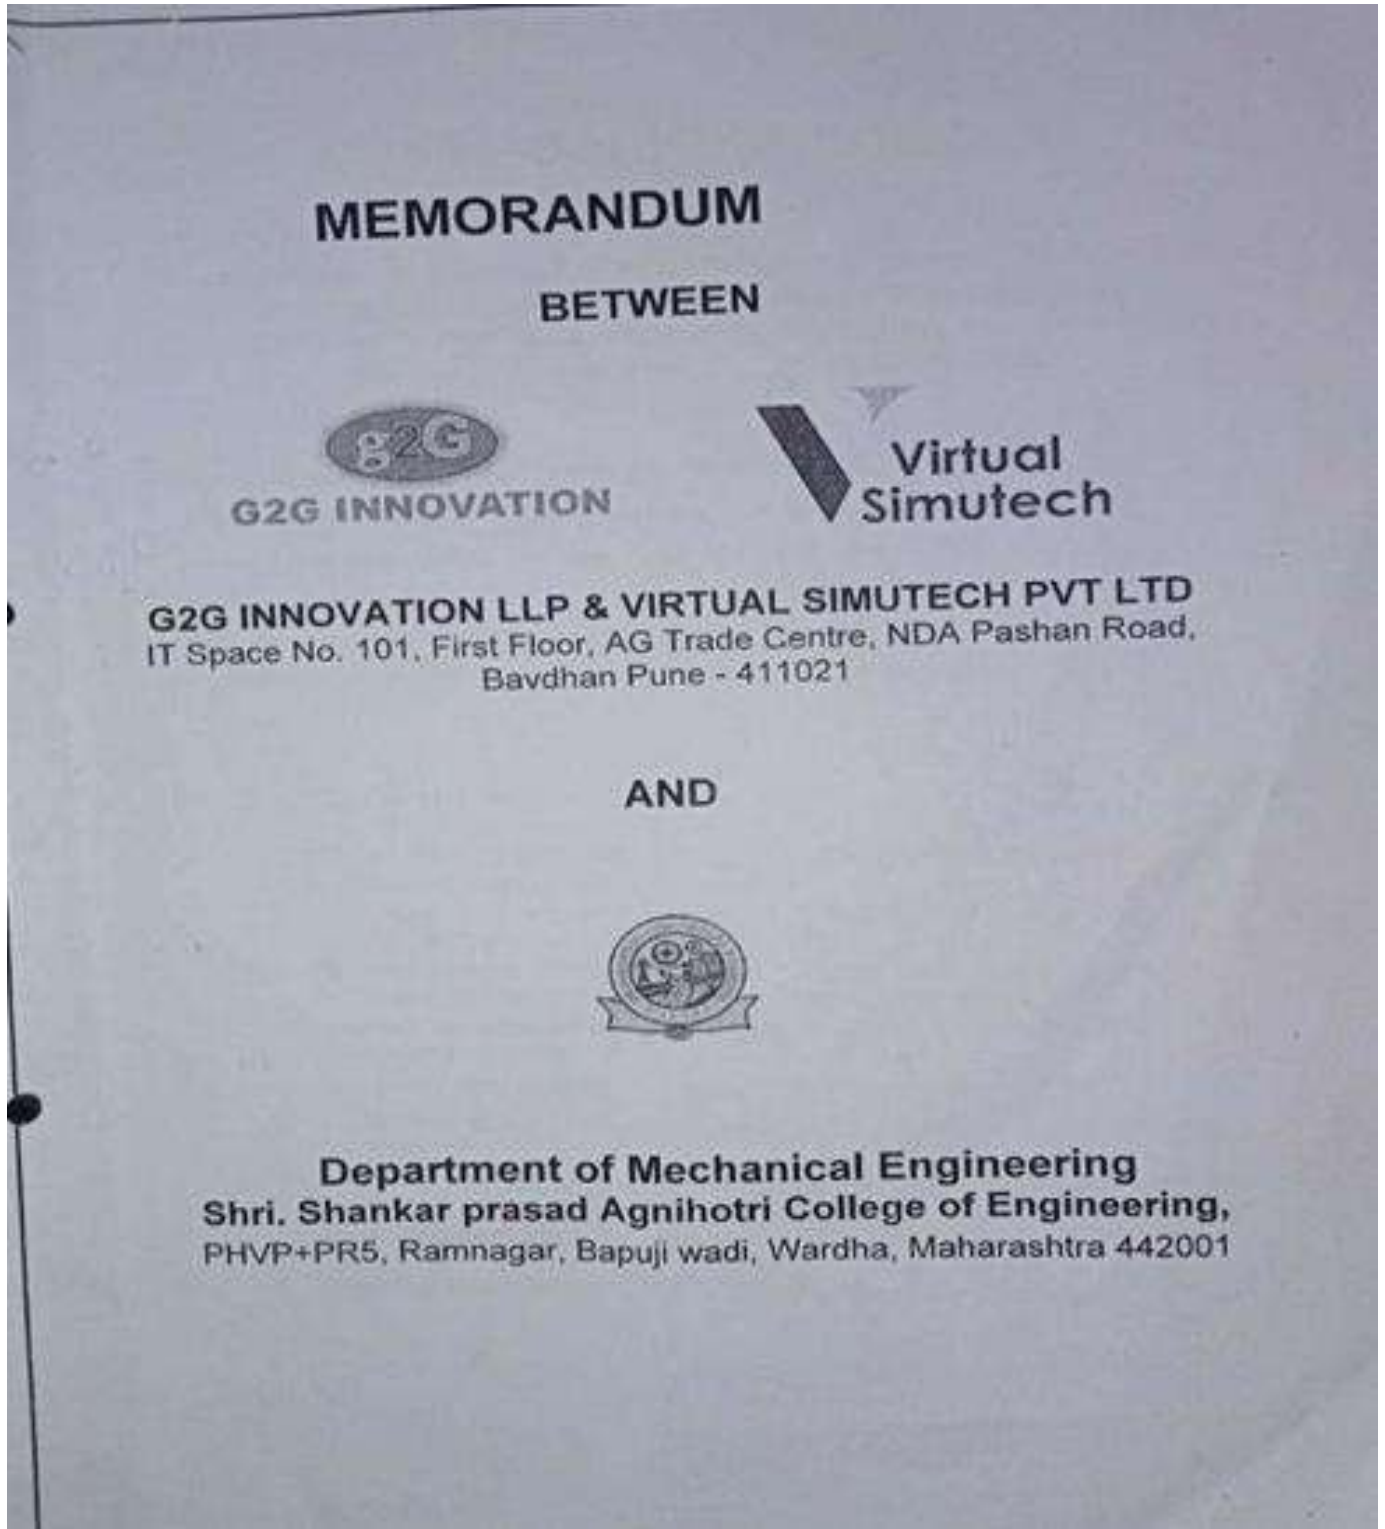 MEMORANDUM
BETWEEN
g2G
G2G INNOVATION
Virtual
Simutech
G2G INNOVATION LLP & VIRTUAL SIMUTECH PVT LTD
IT Space No. 101, First Floor, AG Trade Centre, NDA Pashan Road,
Bavdhan Pune - 411021
AND
Department of Mechanical Engineering
Shri. Shankar prasad Agnihotri College of Engineering,
PHVP+PR5, Ramnagar, Bapuji wadi, Wardha, Maharashtra 442001